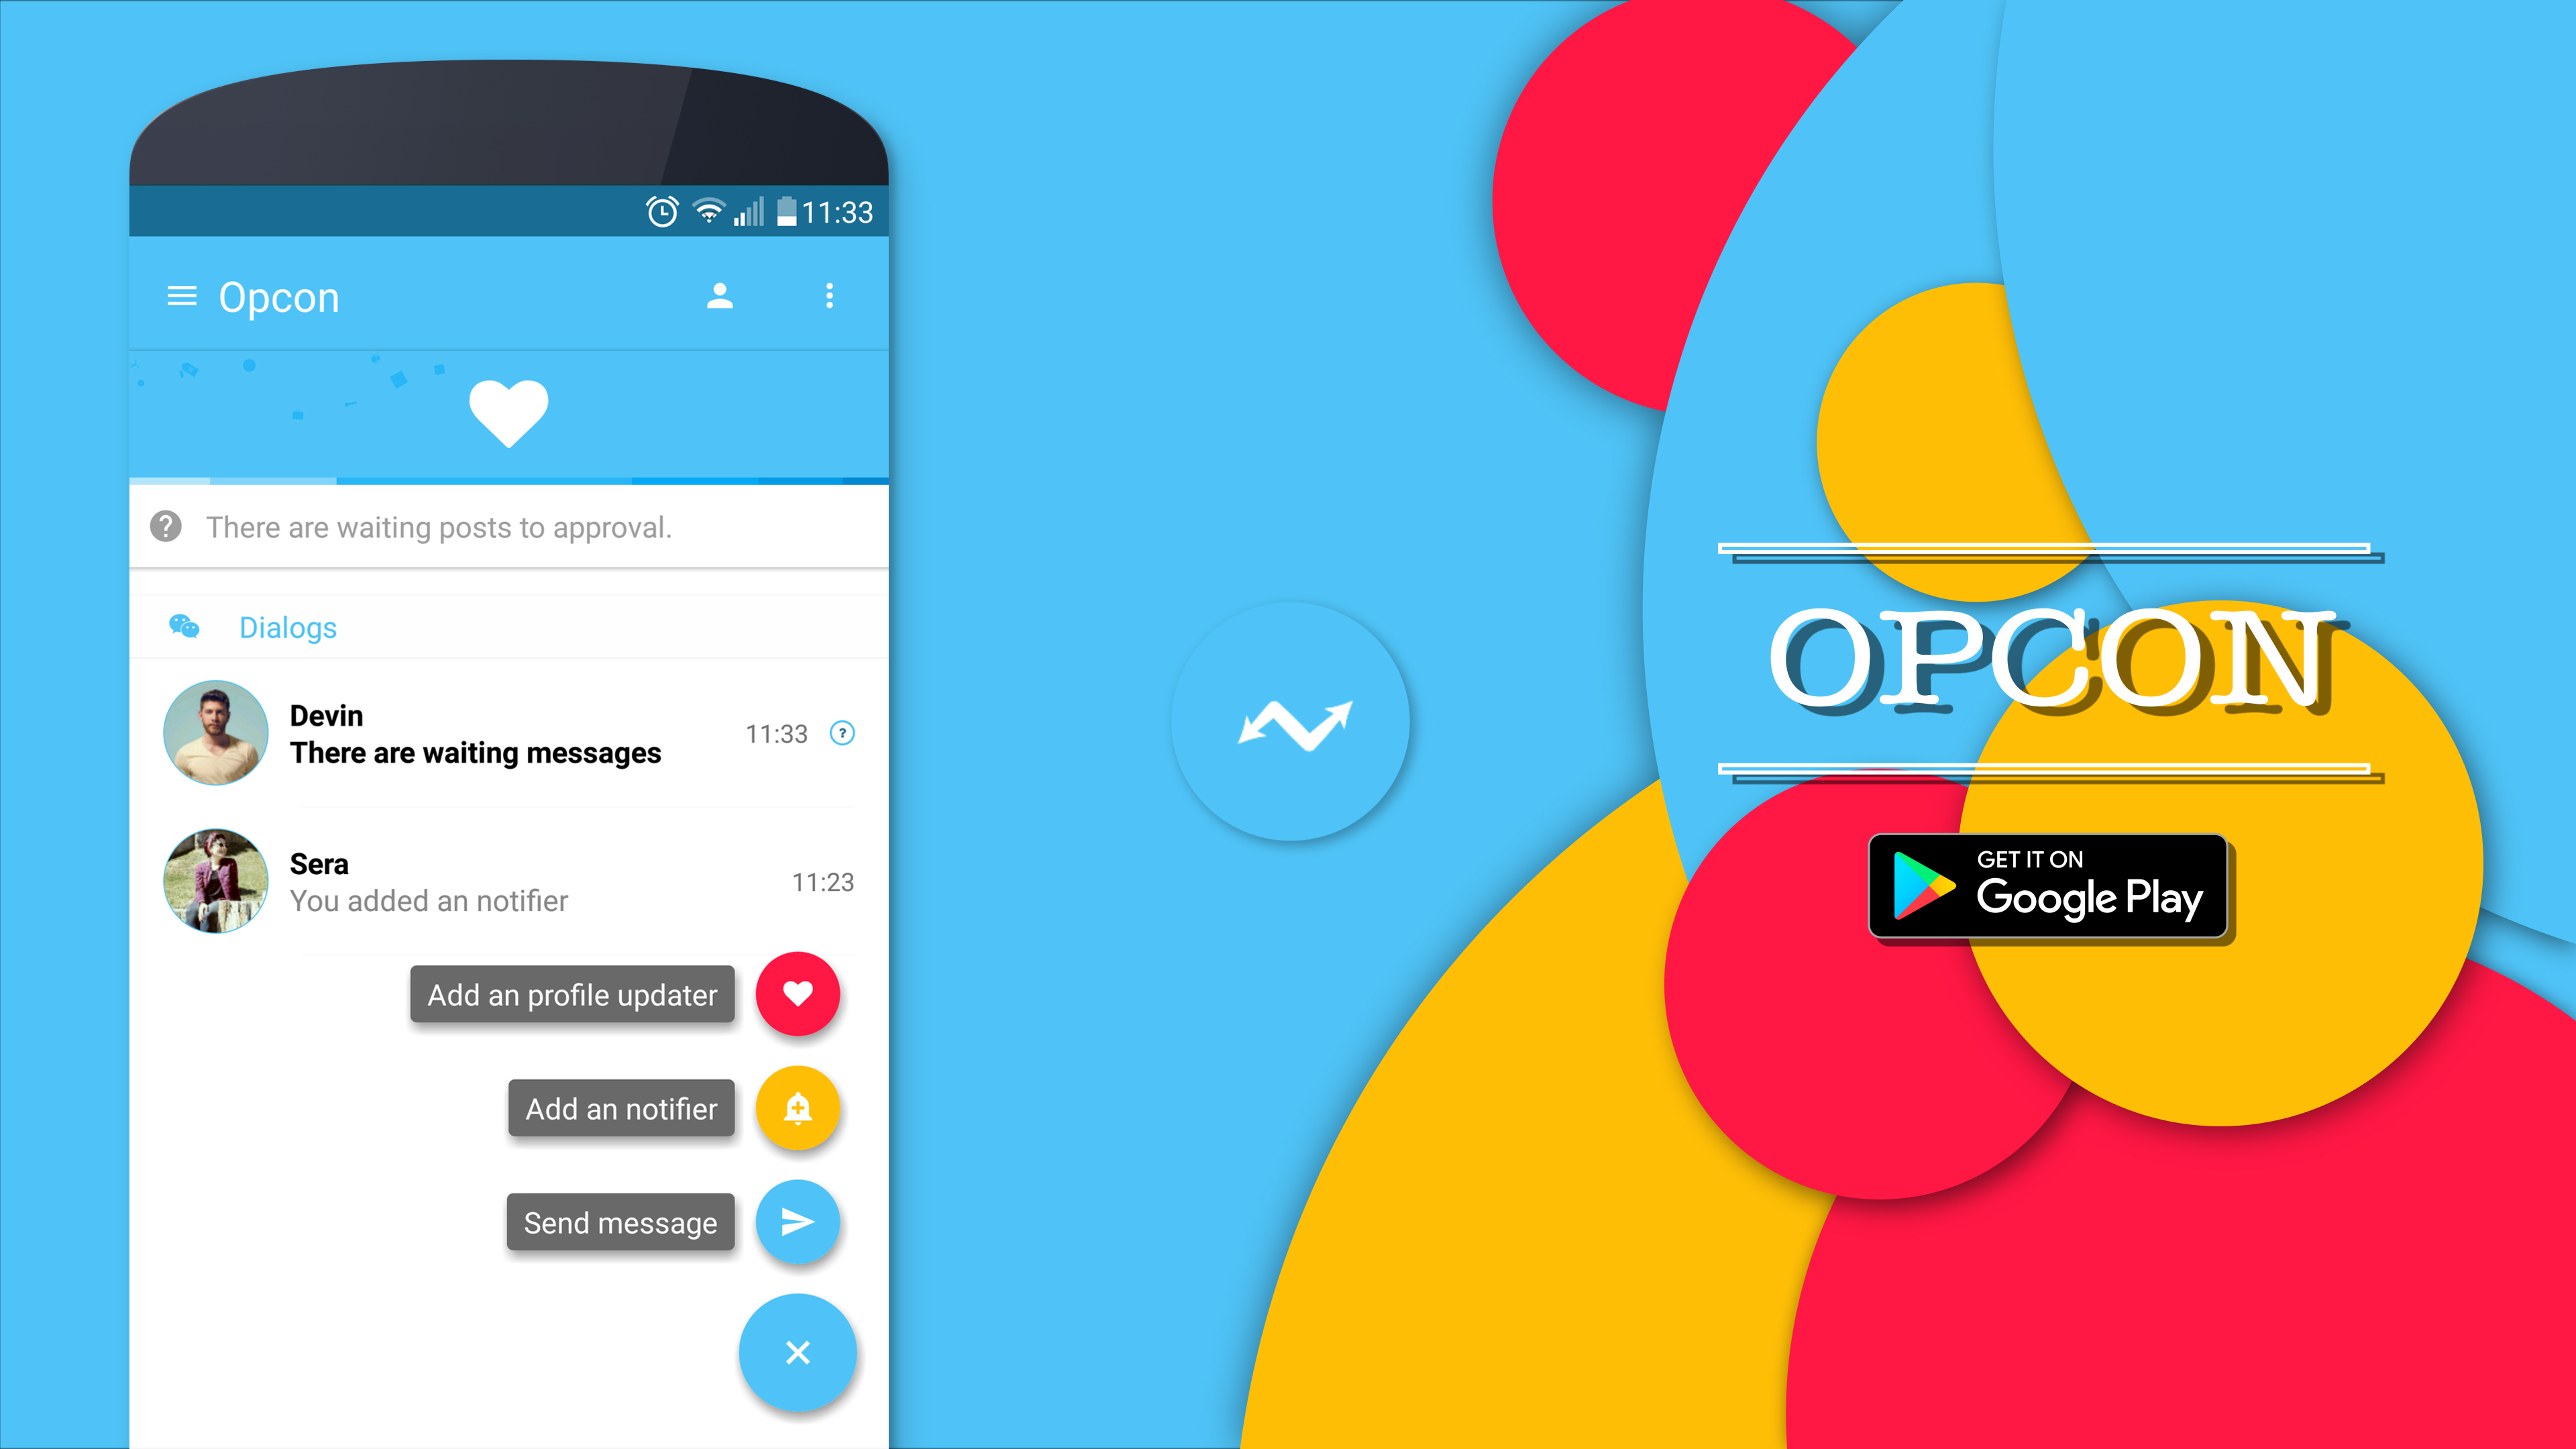 11:33
Opcon
There are waiting posts to approval.
Dialogs
Devin
There are waiting messages
11:33
?
Sera
You added an notifier
11:23
Add an profile updater
Add an notifier
Send message
OPCON
GET IT ON
Google Play